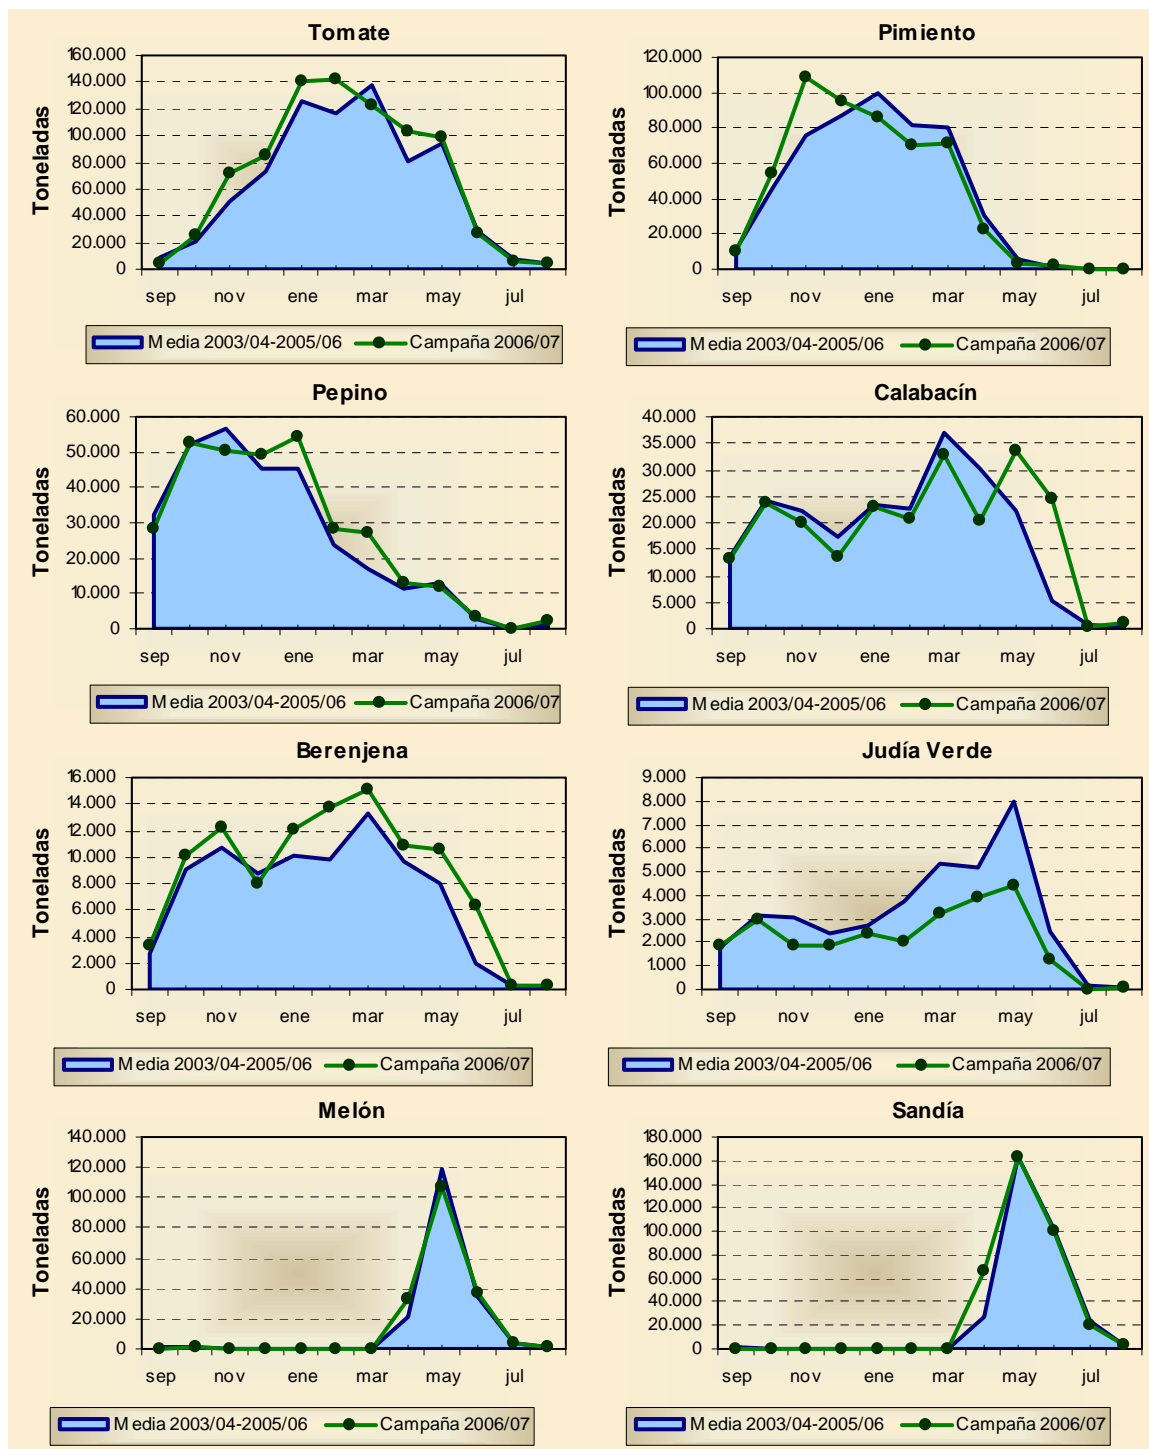 Tomate
Toneladas
160.000
140.000
120.000
100.000
80.000
60.000
40.000
20.000
0
sep nov ene mar may jul
Media 2003/04-2005/06 Campaña 2006/07
Pimiento
Toneladas
120.000
100.000
80.000
60.000
40.000
20.000
0
sep nov ene mar may jul
Media 2003/04-2005/06 Campaña 2006/07
Pepino
Toneladas
60.000
50.000
40.000
30.000
20.000
10.000
0
sep nov ene mar may jul
Media 2003/04-2005/06 Campaña 2006/07
Calabacín
Toneladas
40.000
35.000
30.000
25.000
20.000
15.000
10.000
5.000
0
sep nov ene mar may jul
Media 2003/04-2005/06 Campaña 2006/07
Berenjena
Toneladas
16.000
14.000
12.000
10.000
8.000
6.000
4.000
2.000
0
sep nov ene mar may jul
Media 2003/04-2005/06 Campaña 2006/07
Judía Verde
Toneladas
9.000
8.000
7.000
6.000
5.000
4.000
3.000
2.000
1.000
0
sep nov ene mar may jul
Media 2003/04-2005/06 Campaña 2006/07
Melón
Toneladas
140.000
120.000
100.000
80.000
60.000
40.000
20.000
0
sep nov ene mar may jul
Media 2003/04-2005/06 Campaña 2006/07
Sandía
Toneladas
180.000
160.000
140.000
120.000
100.000
80.000
60.000
40.000
20.000
0
sep nov ene mar may jul
Media 2003/04-2005/06 Campaña 2006/07